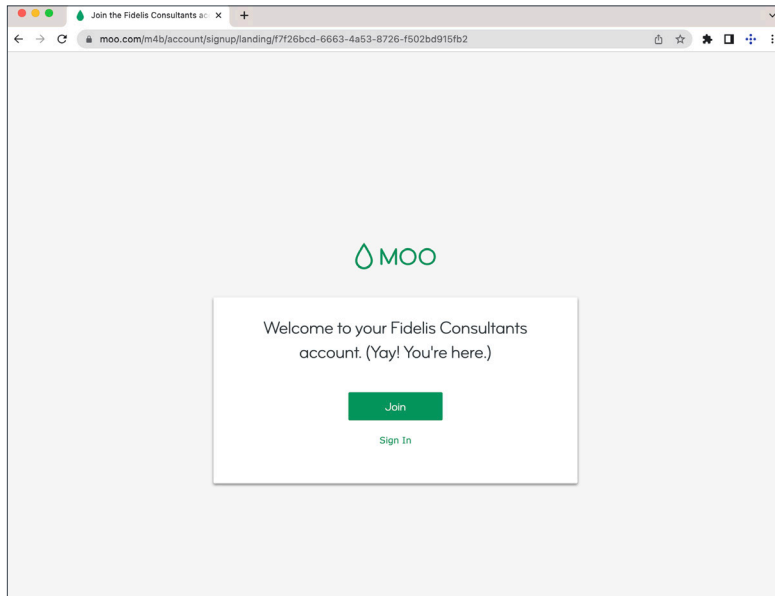 Join the Fidelis Consultants acc
moo.com/m4b/account/signup/landing/f7f26bcd-6663-4a53-8726-f502bd915fb2
MOO
Welcome to your Fidelis Consultants
account. (Yay! You're here.)
Join
Sign In